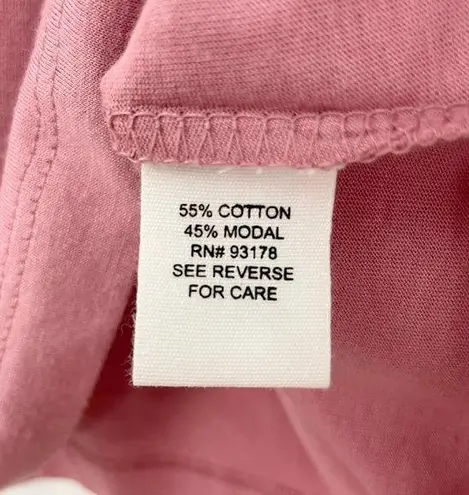 55% COTTON
45% MODAL
RN# 93178
SEE REVERSE
FOR CARE